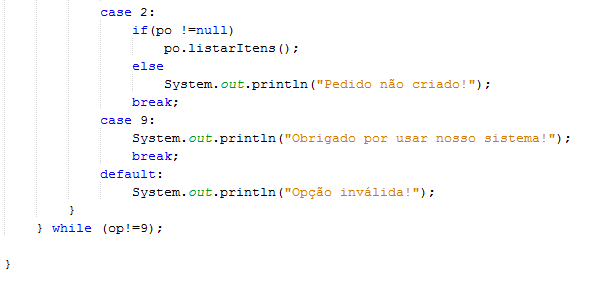 case 2:
if(po !=null)
po.listarItens();
else
System.out.println("Pedido não criado!");
break;
case 9:
System.out.println("Obrigado por usar nosso sistema!");
break;
default:
System.out.println("Opção inválida!");
}
} while (op!=9);
}